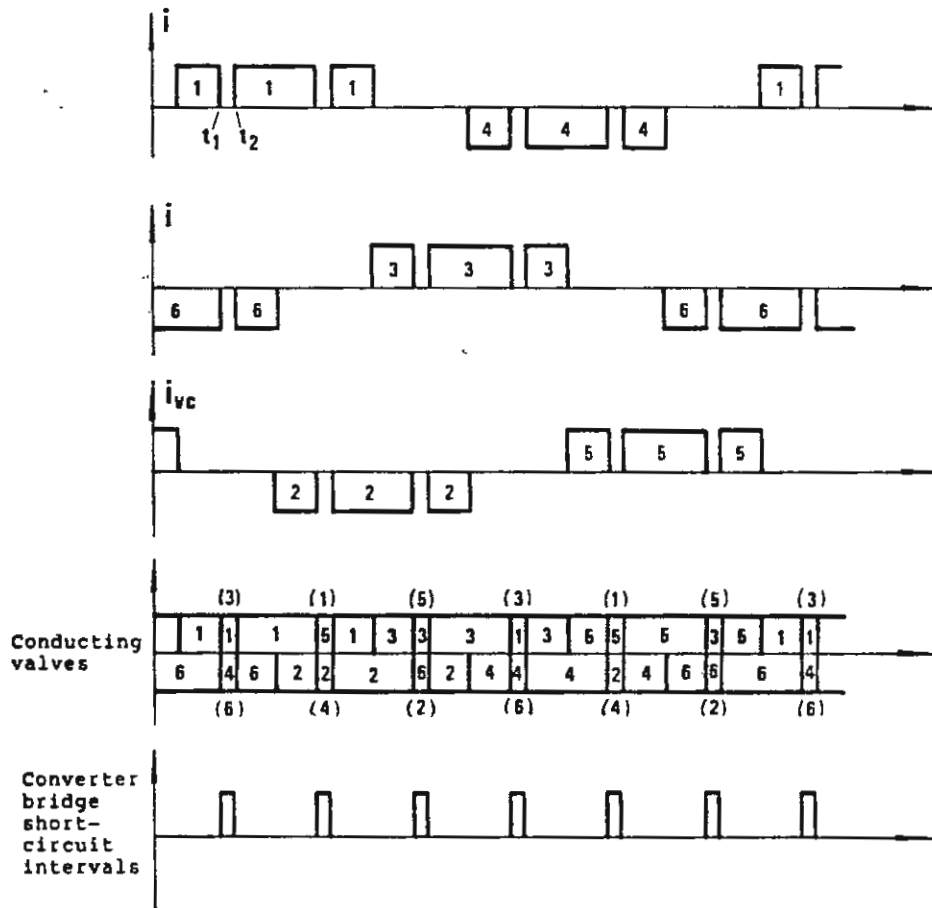 i
1 1 1 1
t1 t2
4 4 4
i
3 3 3
6 6 6 6
ivc
5 5 5
2 2 2
(3) (1) (5) (3) (1) (5) (3)
Conducting
valves
1 1 1 5 1 3 3 3 1 3 5 5 5 3 5 1 1
6 4 6 2 2 2 6 2 4 4 4 2 4 6 6 6 4
(6) (4) (2) (6) (4) (2) (6)
Converter
bridge
short-
circuit
intervals